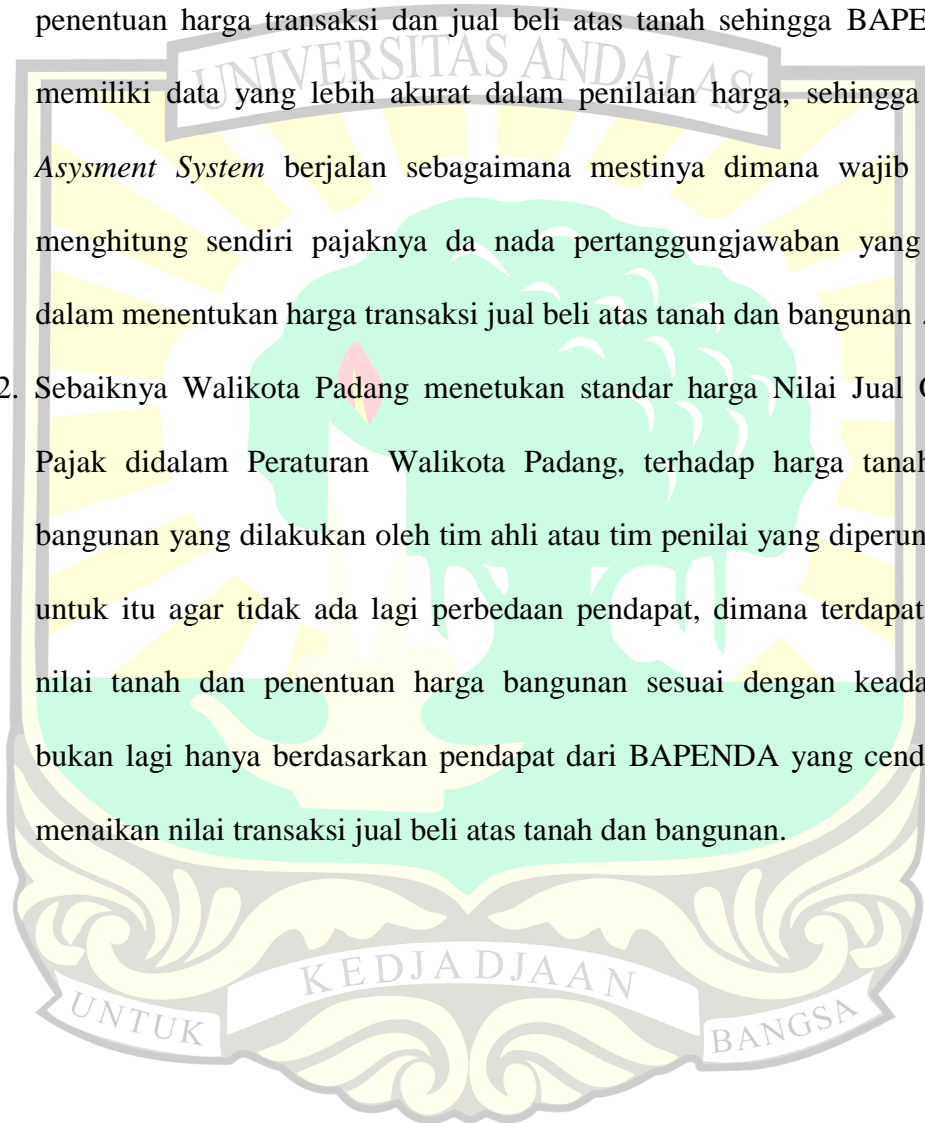 penentuan harga transaksi dan jual beli atas tanah sehingga BAPE
UNIVERSITAS ANDALAS
memiliki data yang lebih akurat dalam penilaian harga, sehingga
Asysment System berjalan sebagaimana mestinya dimana wajib
menghitung sendiri pajaknya da nada pertanggungjawaban yang
dalam menentukan harga transaksi jual beli atas tanah dan bangunan .
2. Sebaiknya Walikota Padang menetukan standar harga Nilai Jual
Pajak didalam Peraturan Walikota Padang, terhadap harga tanah
bangunan yang dilakukan oleh tim ahli atau tim penilai yang diperun
untuk itu agar tidak ada lagi perbedaan pendapat, dimana terdapat
nilai tanah dan penentuan harga bangunan sesuai dengan keada
bukan lagi hanya berdasarkan pendapat dari BAPENDA yang cend
menaikan nilai transaksi jual beli atas tanah dan bangunan.
UNTUK KEDJADJAAN BANGSA